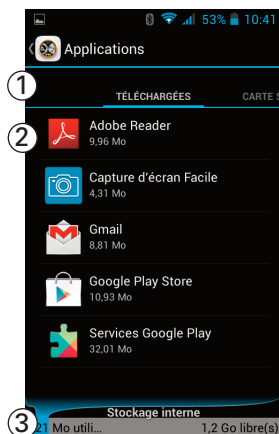 53% 10:41
Applications
1
TÉLÉCHARGÉES CARTE
2
Adobe Reader
9,96 Mo
Capture d'écran Facile
4,31 Mo
Gmail
8,81 Mo
Google Play Store
10,93 Mo
Services Google Play
32,01 Mo
Stockage interne
3
21 Mo utili... 1,2 Go libre(s)